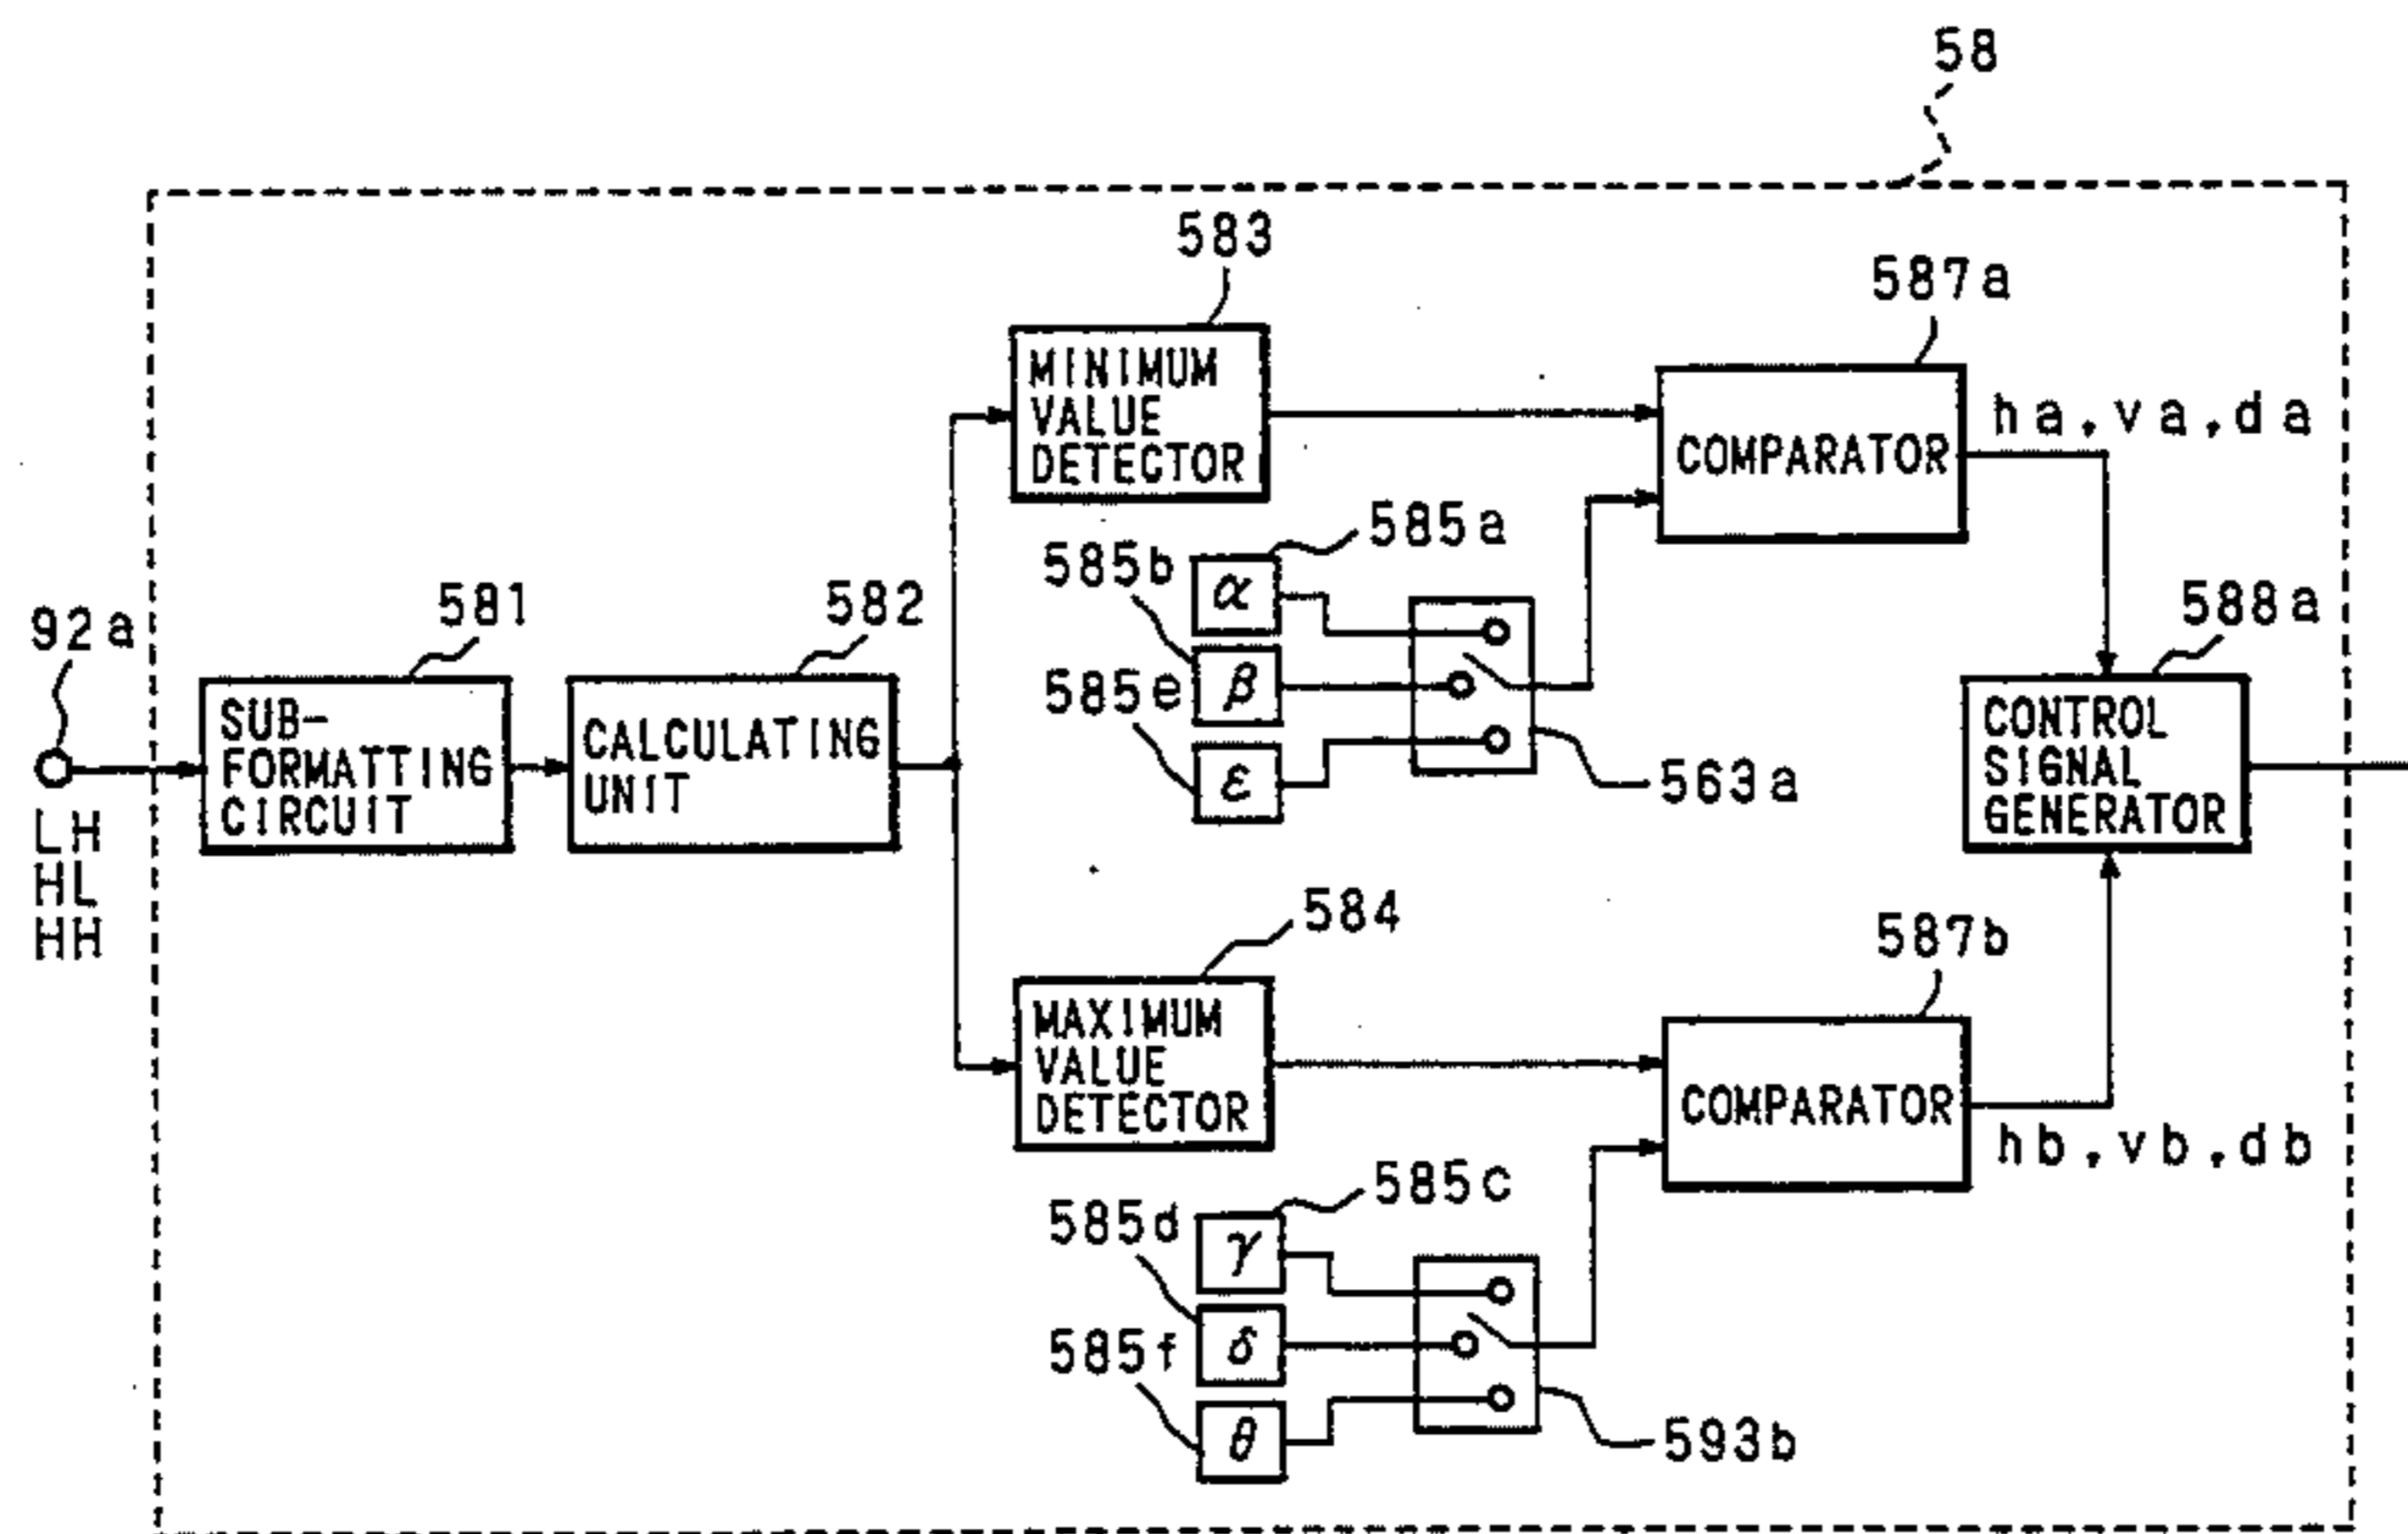 58
583
587a
MINIMUM
VALUE
DETECTOR
COMPARATOR
ha,va,da
585a
585b
α
588a
92a
581
582
585e
β
SUB-
FORMATTING
CIRCUIT
CALCULATING
UNIT
ε
563a
CONTROL
SIGNAL
GENERATOR
LH
HL
HH
584
587b
MAXIMUM
VALUE
DETECTOR
COMPARATOR
hb,vb,db
585c
585d
γ
585f
δ
θ
593b